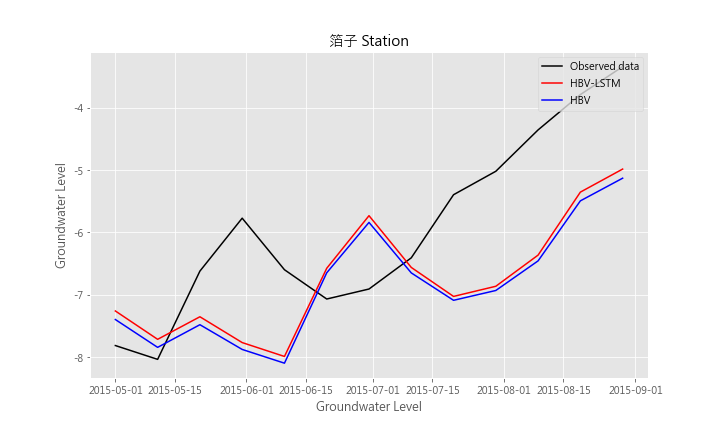 箔子 Station
Observed data
HBV-LSTM
HBV
Groundwater Level
-4
-5
-6
-7
-8
2015-05-01 2015-05-15 2015-06-01 2015-06-15 2015-07-01 2015-07-15 2015-08-01 2015-08-15 2015-09-01
Groundwater Level